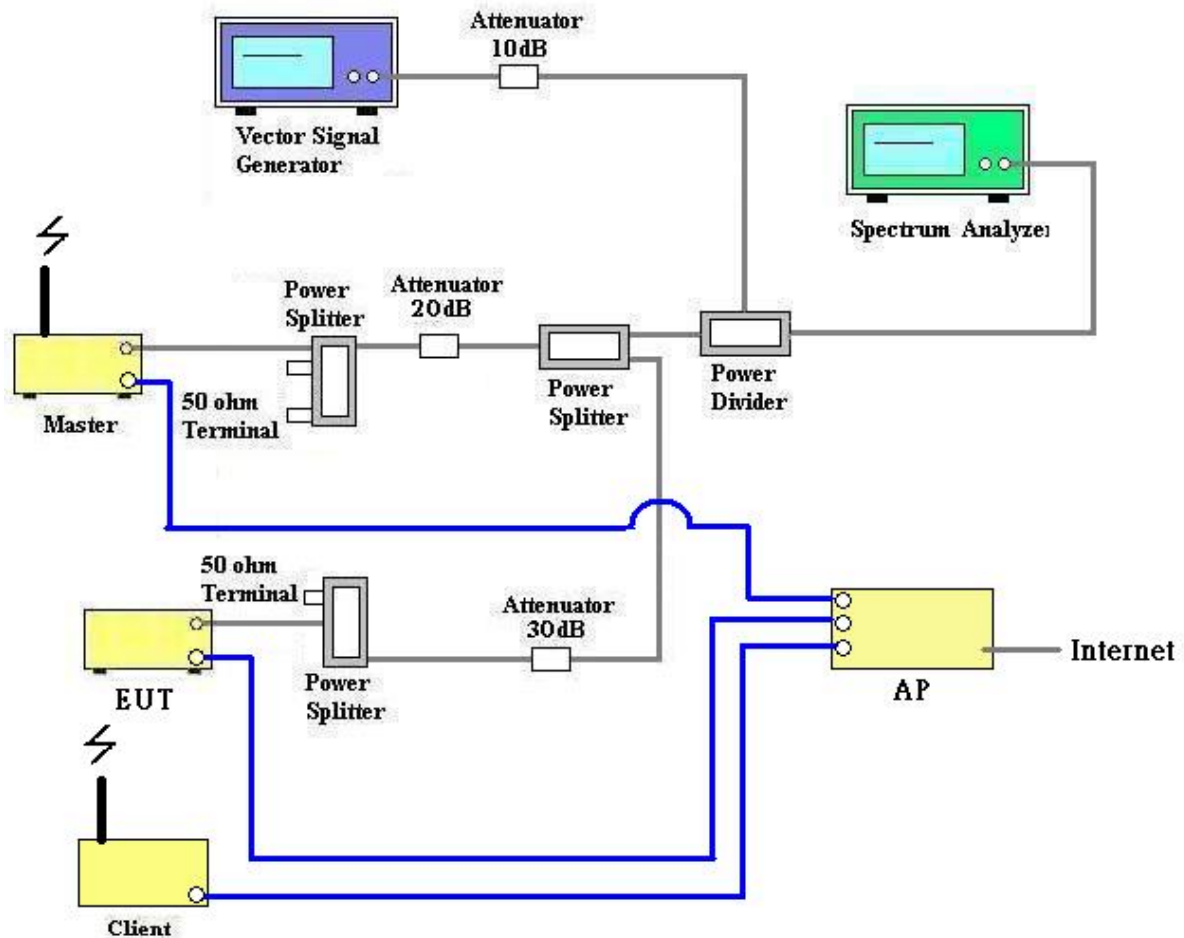 Attenuator
10dB
Vector Signal
Generator
Spectrum Analyzer
Power
Splitter
Attenuator
20dB
50 ohm
Terminal
Master
Power
Splitter
Power
Divider
50 ohm
Terminal
Attenuator
30dB
EUT
Power
Splitter
AP
Internet
Client